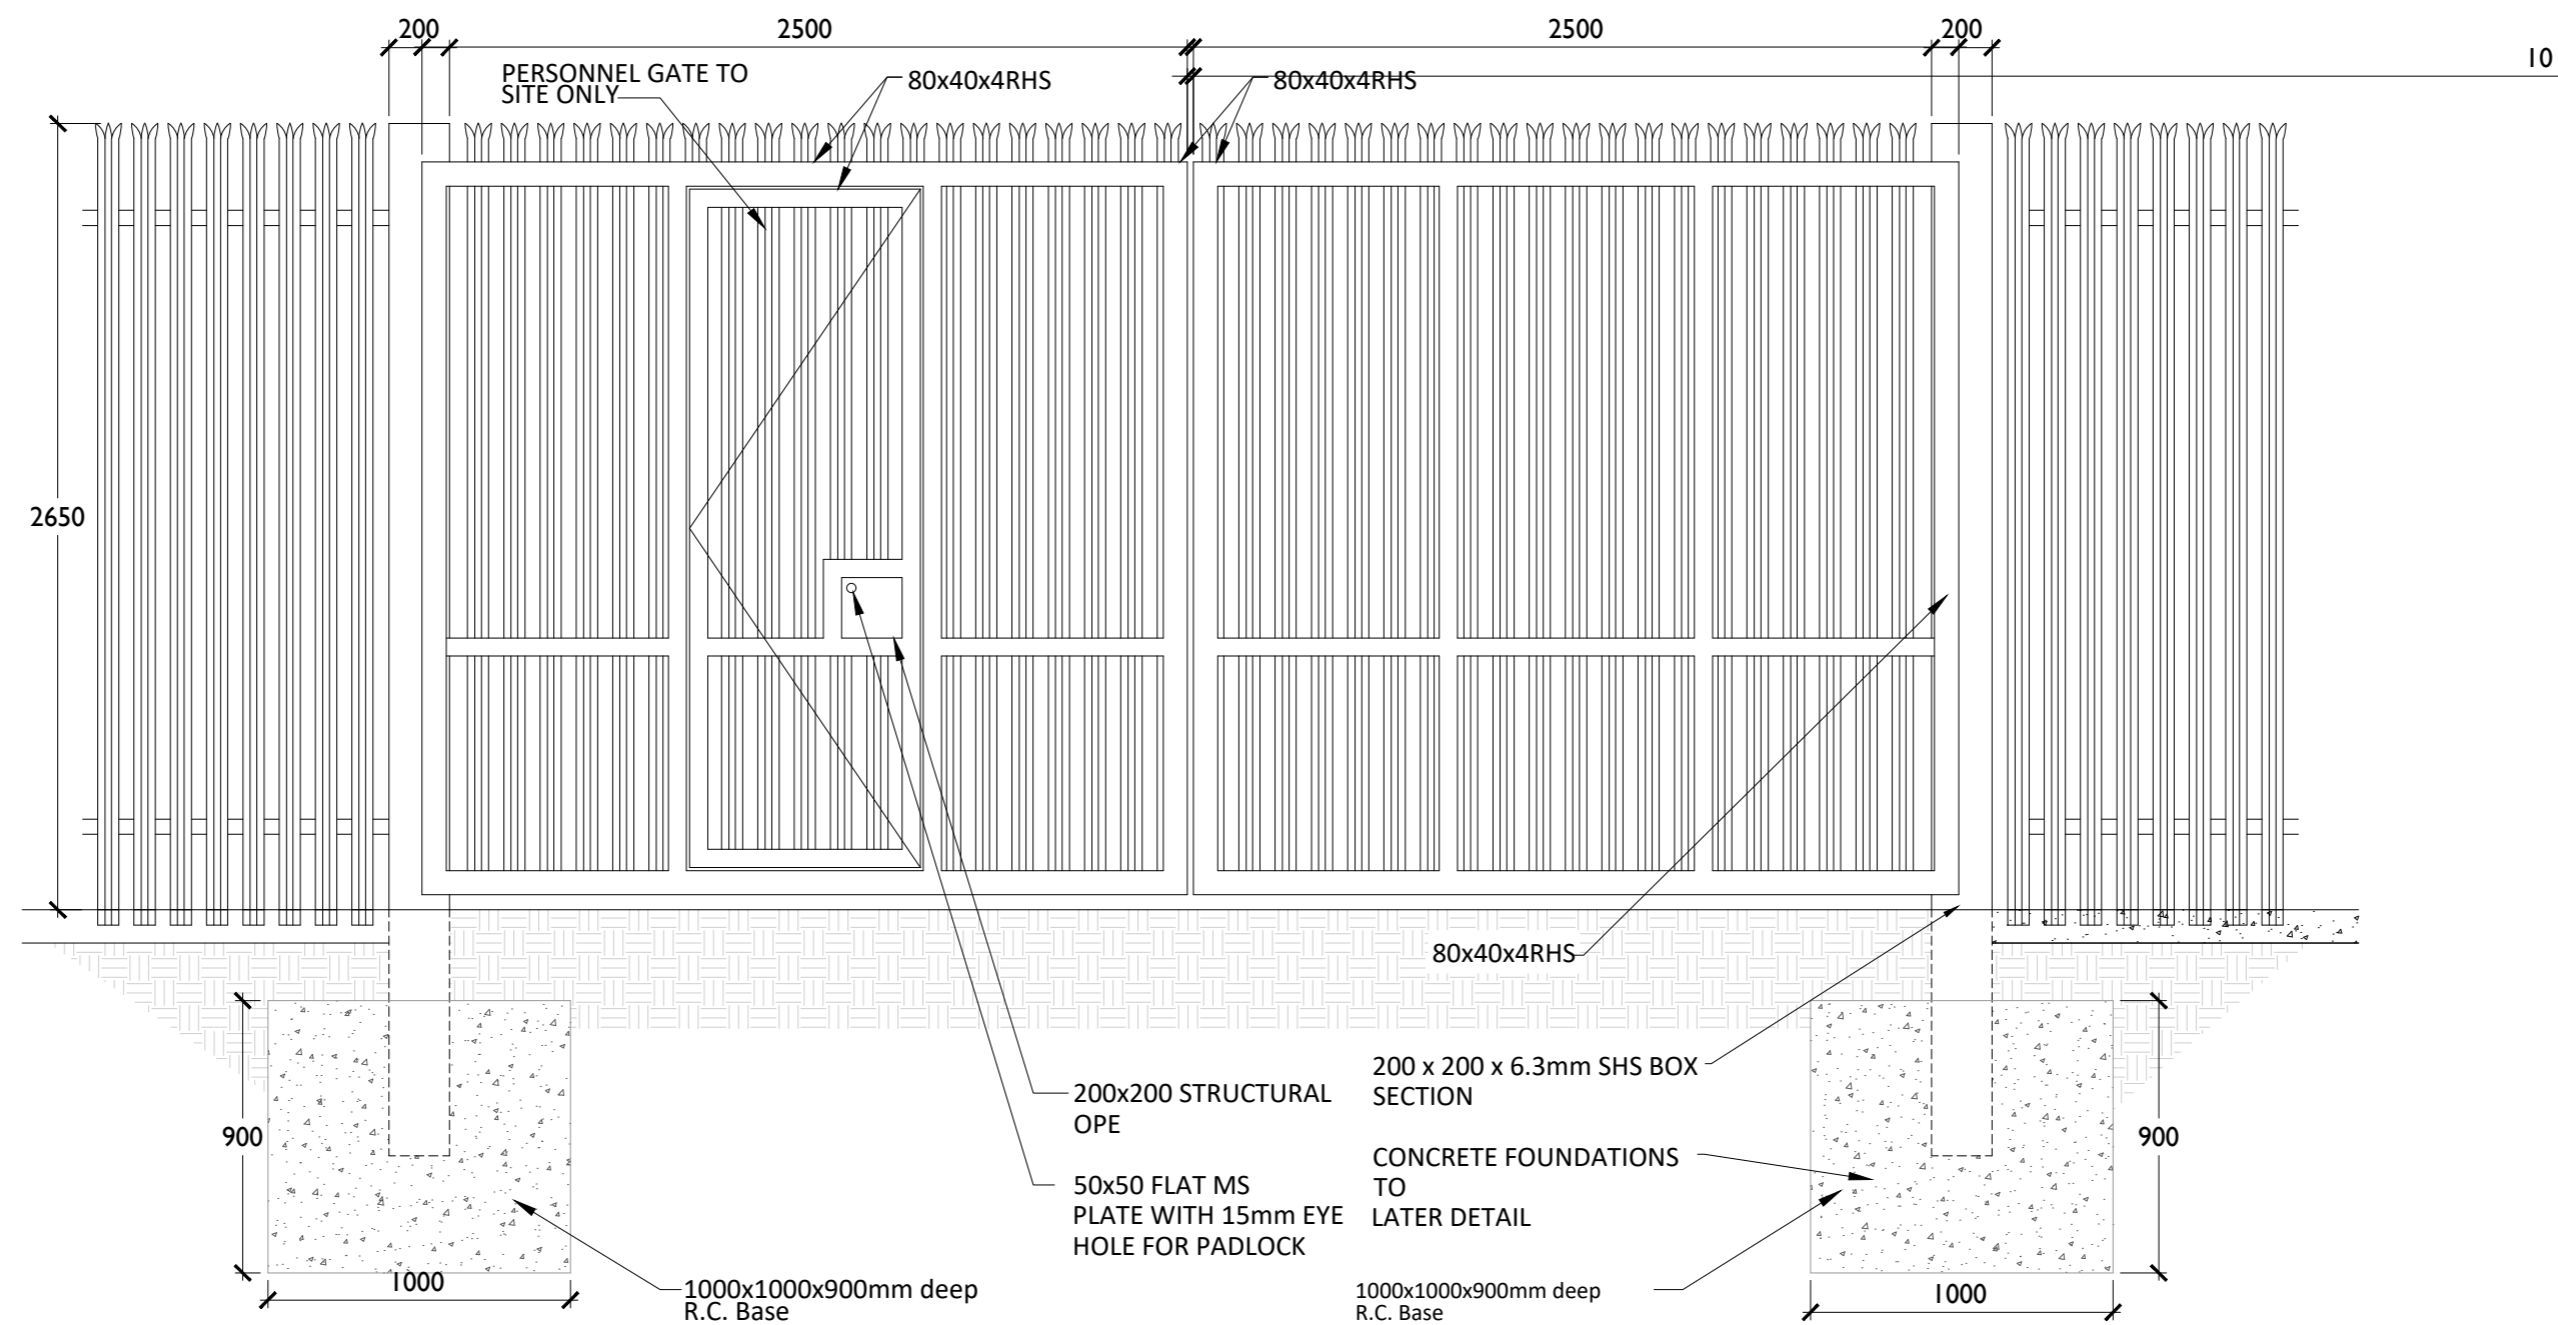 200
2500
2500
200
10
PERSONNEL GATE TO
SITE ONLY
80x40x4RHS
80x40x4RHS
2650
80x40x4RHS
900
200x200 STRUCTURAL
OPE
50x50 FLAT MS
PLATE WITH 15mm EYE
HOLE FOR PADLOCK
200 x 200 x 6.3mm SHS BOX
SECTION
CONCRETE FOUNDATIONS
TO
LATER DETAIL
900
1000
1000x1000x900mm deep
R.C. Base
1000x1000x900mm deep
R.C. Base
1000